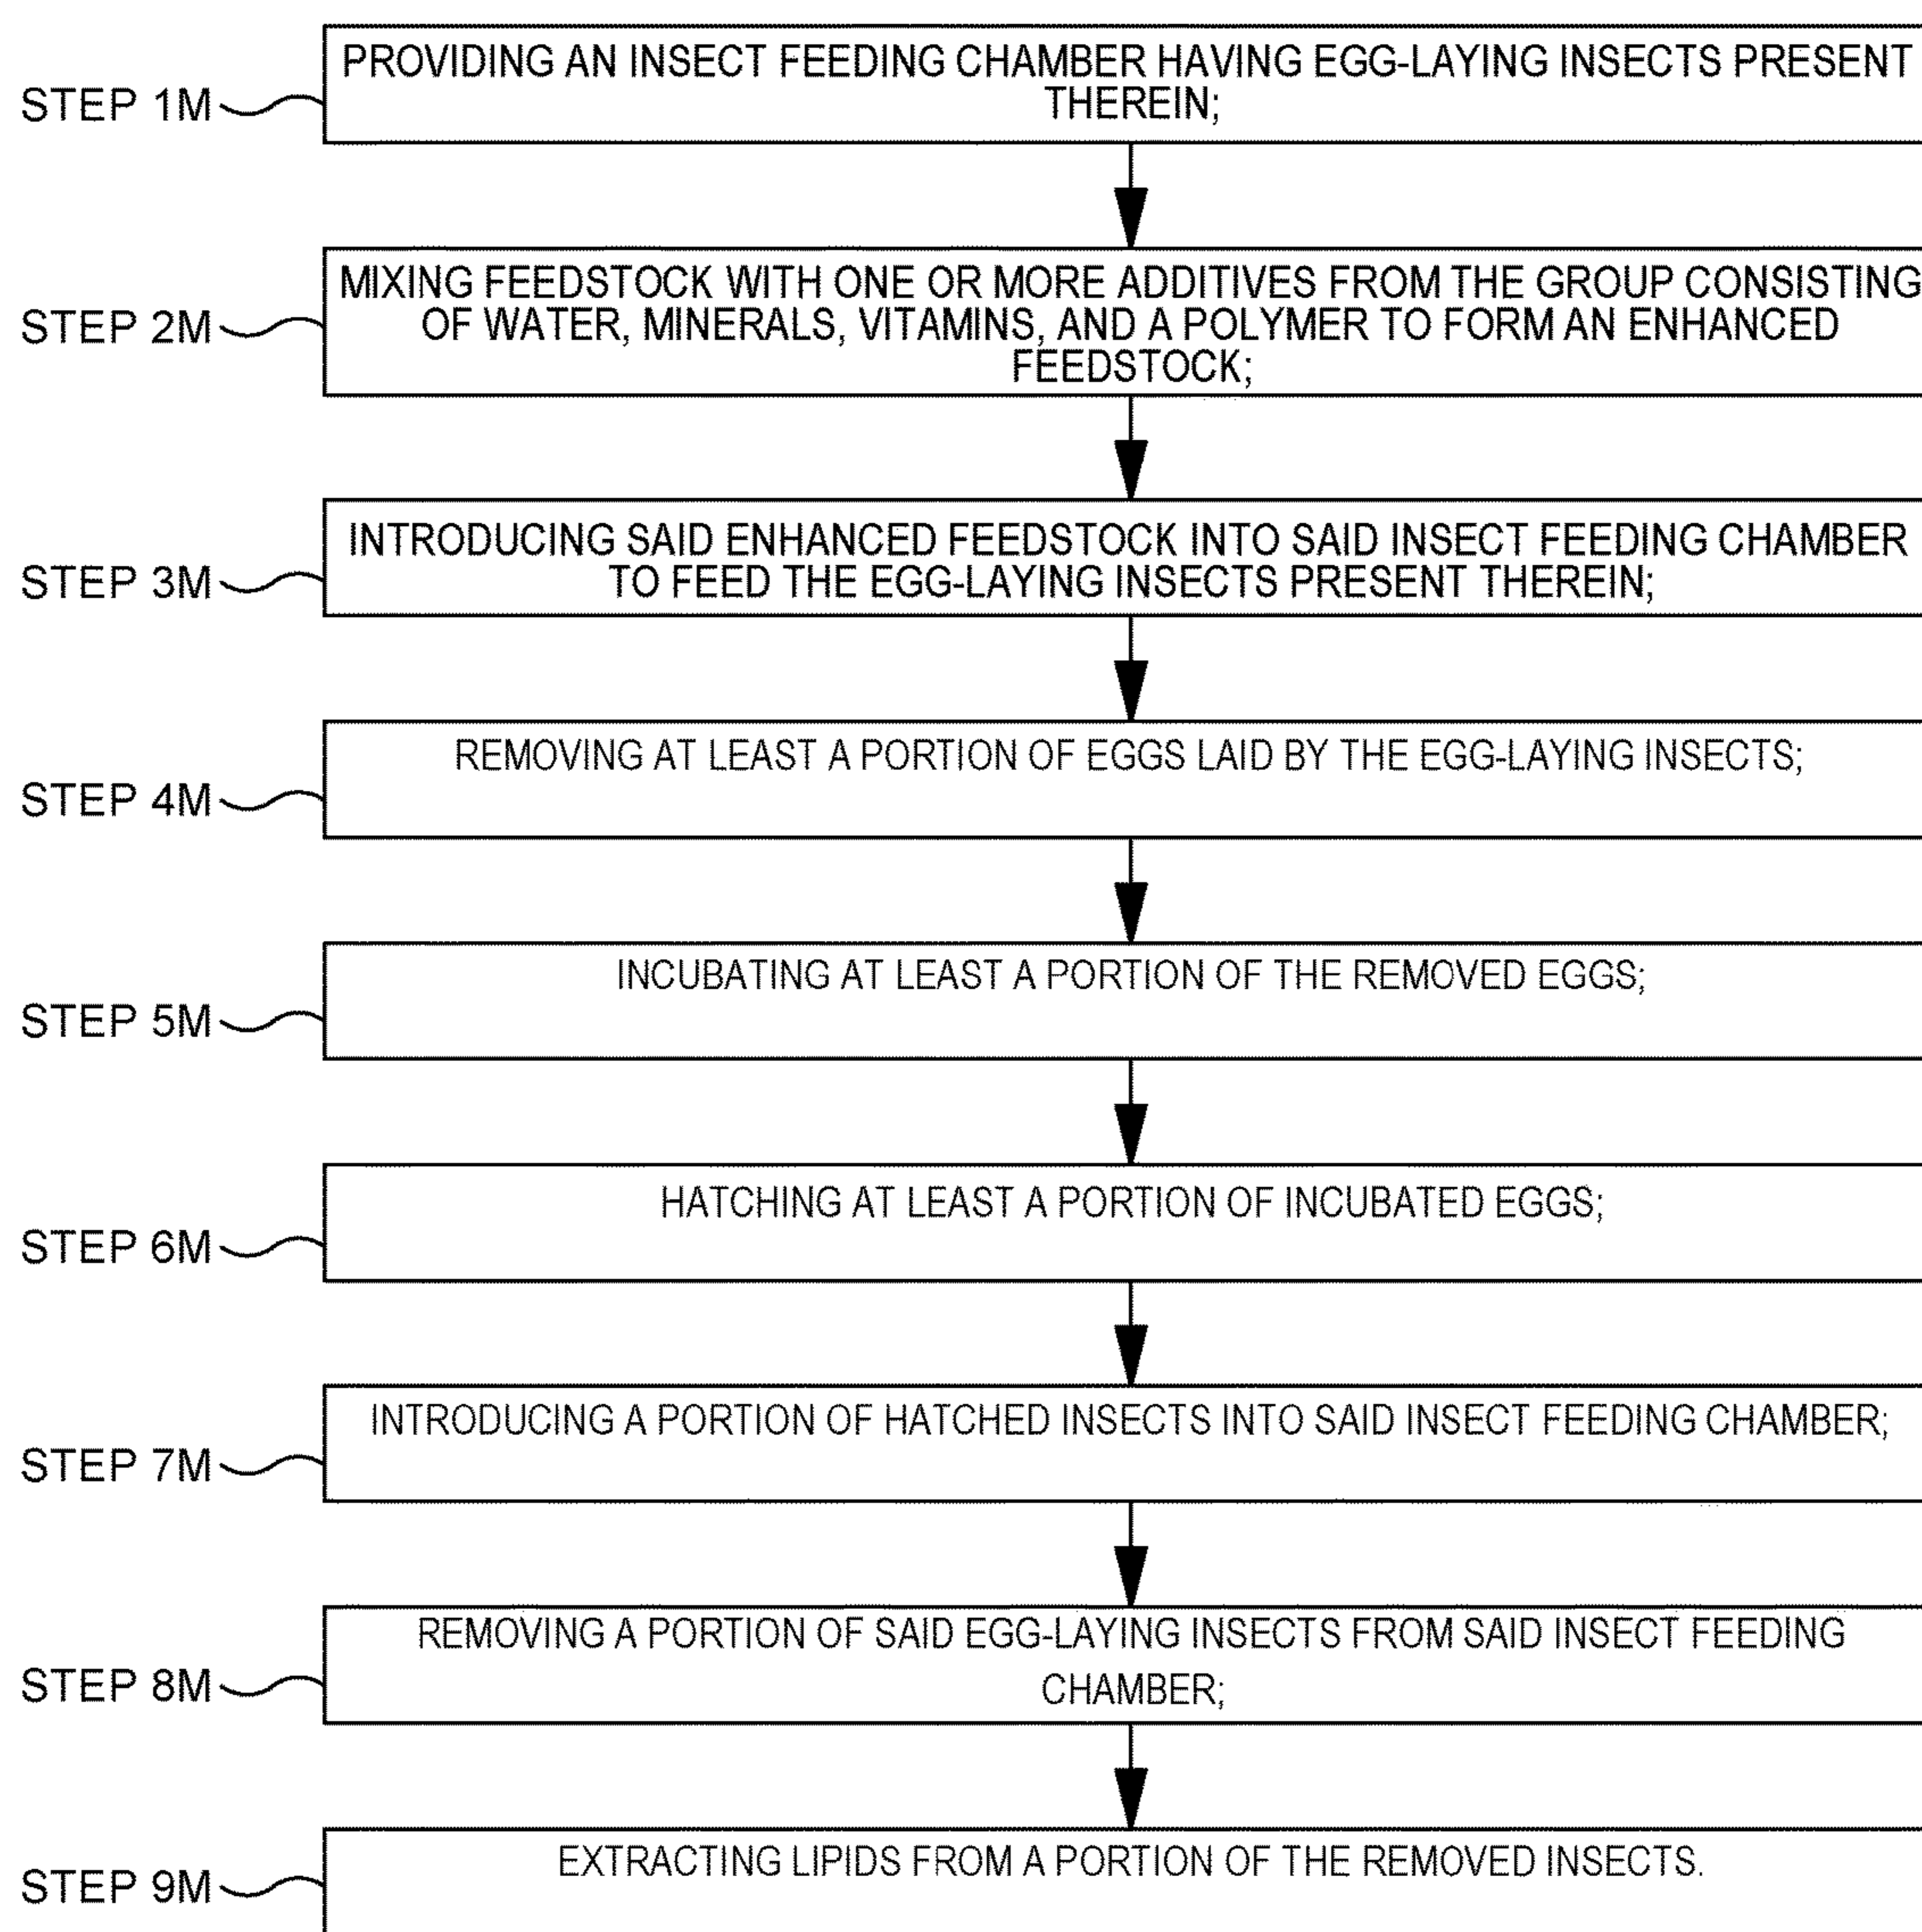 STEP 1M
PROVIDING AN INSECT FEEDING CHAMBER HAVING EGG-LAYING INSECTS PRESENT
THEREIN;
STEP 2M
MIXING FEEDSTOCK WITH ONE OR MORE ADDITIVES FROM THE GROUP CONSISTING
OF WATER, MINERALS, VITAMINS, AND A POLYMER TO FORM AN ENHANCED
FEEDSTOCK;
STEP 3M
INTRODUCING SAID ENHANCED FEEDSTOCK INTO SAID INSECT FEEDING CHAMBER
TO FEED THE EGG-LAYING INSECTS PRESENT THEREIN;
STEP 4M
REMOVING AT LEAST A PORTION OF EGGS LAID BY THE EGG-LAYING INSECTS;
STEP 5M
INCUBATING AT LEAST A PORTION OF THE REMOVED EGGS;
STEP 6M
HATCHING AT LEAST A PORTION OF INCUBATED EGGS;
STEP 7M
INTRODUCING A PORTION OF HATCHED INSECTS INTO SAID INSECT FEEDING CHAMBER;
STEP 8M
REMOVING A PORTION OF SAID EGG-LAYING INSECTS FROM SAID INSECT FEEDING
CHAMBER;
STEP 9M
EXTRACTING LIPIDS FROM A PORTION OF THE REMOVED INSECTS.